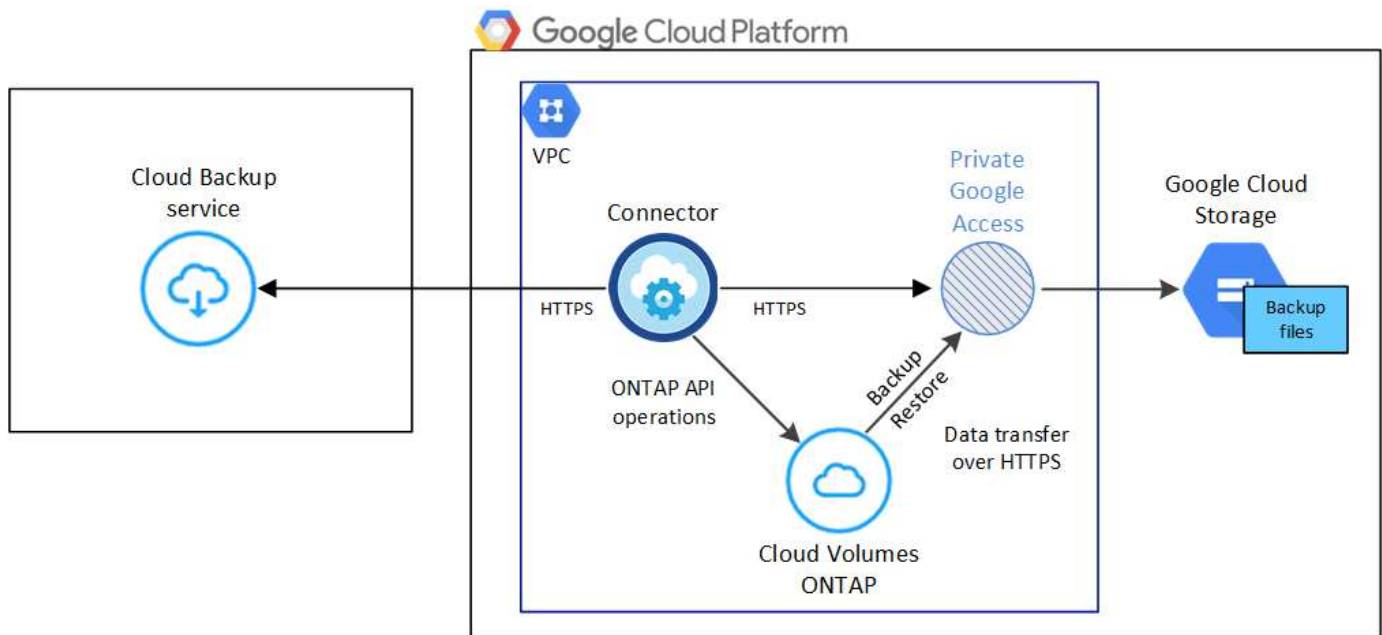 Google Cloud Platform
VPC
Cloud Backup
service
Connector
Private
Google
Access
Google Cloud
Storage
HTTPS
HTTPS
Backup
files
ONTAP API
operations
Backup
Restore
Data transfer
over HTTPS
Cloud Volumes
ONTAP